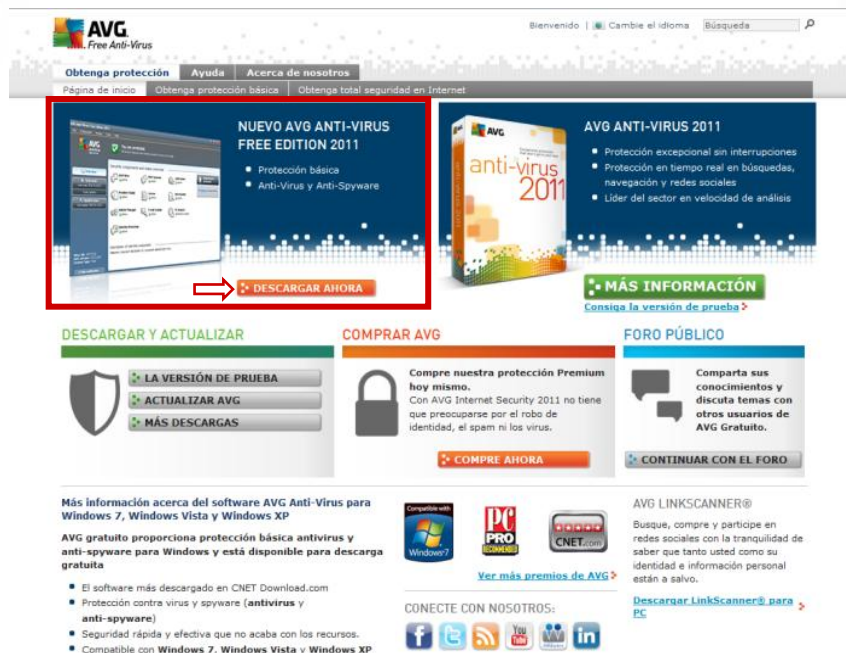 AVG
Free Anti-Virus
Bienvenido | Cambie el idioma Búsqueda
Obtenga protección Ayuda Acerca de nosotros
Página de inicio Obtenga protección básica Obtenga total seguridad en Internet
NUEVO AVG ANTI-VIRUS
FREE EDITION 2011
Protección básica
Anti-Virus y Anti-Spyware
DESCARGAR AHORA
AVG
anti-virus
2011
AVG ANTI-VIRUS 2011
Protección excepcional sin interrupciones
Protección en tiempo real en búsquedas,
navegación y redes sociales
Líder del sector en velocidad de análisis
MÁS INFORMACIÓN
Consiga la versión de prueba
DESCARGAR Y ACTUALIZAR
LA VERSIÓN DE PRUEBA
ACTUALIZAR AVG
MÁS DESCARGAS
COMPRAR AVG
Compre nuestra protección Premium
hoy mismo.
Con AVG Internet Security 2011 no tiene
que preocuparse por el robo de
identidad, el spam ni los virus.
COMPRE AHORA
FORO PÚBLICO
Comparta sus
conocimientos y
discuta temas con
otros usuarios de
AVG Gratuito.
CONTINUAR CON EL FORO
Más información acerca del software AVG Anti-Virus para
Windows 7, Windows Vista y Windows XP
AVG gratuito proporciona protección básica antivirus y
anti-spyware para Windows y está disponible para descarga
gratuita
El software más descargado en CNET Download.com
Protección contra virus y spyware (antivirus y
anti-spyware)
Seguridad rápida y efectiva que no acaba con los recursos.
Compatible con Windows 7, Windows Vista y Windows XP
Compatible with
Windows 7
PC
PRO
RECOMMENDED
CNET.com
Ver más premios de AVG
CONECTE CON NOSOTROS:
You
Tube
in
AVG LINKSCANNER®
Busque, compre y participe en
redes sociales con la tranquilidad de
saber que tanto usted como su
identidad e información personal
están a salvo.
Descargar LinkScanner® para
PC